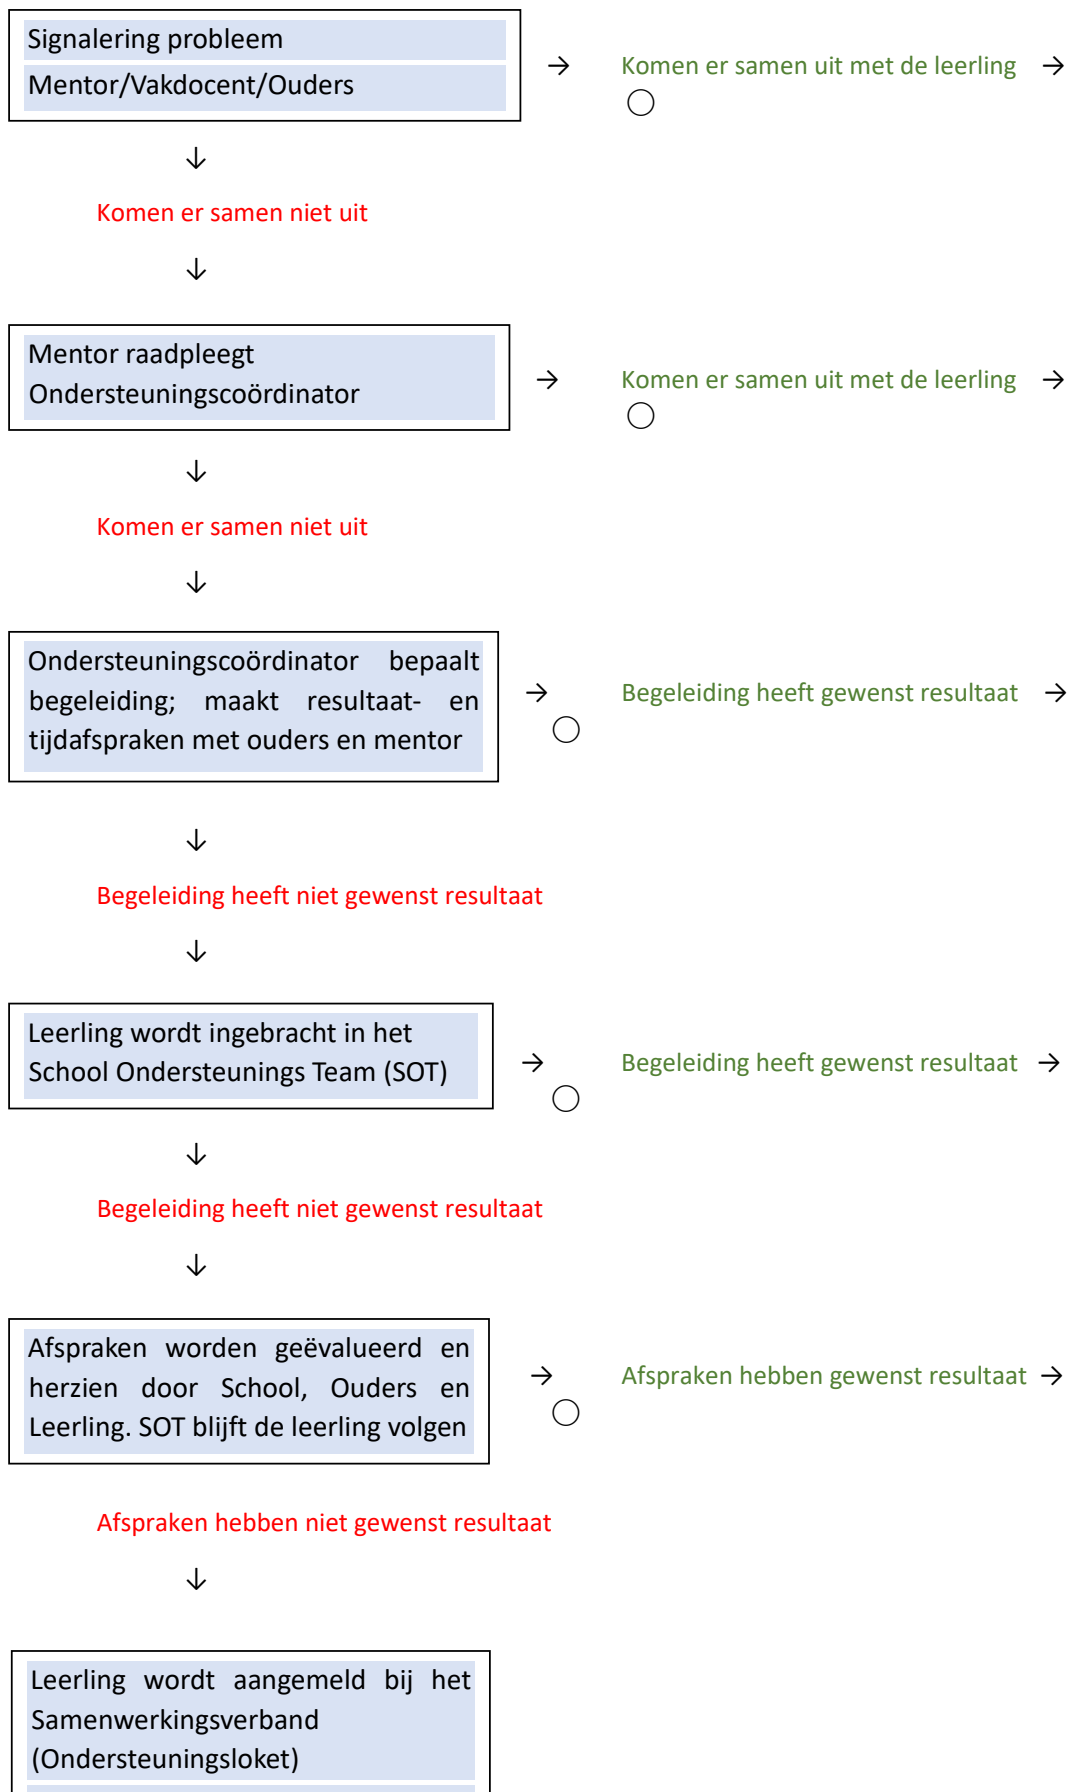 Signalering probleem
Mentor/Vakdocent/Ouders
→ Komen er samen uit met de leerling →
○
↓
Komen er samen niet uit
↓
Mentor raadpleegt
Ondersteuningscoördinator
→ Komen er samen uit met de leerling →
○
↓
Komen er samen niet uit
↓
Ondersteuningscoördinator bepaalt
begeleiding; maakt resultaat- en
tijdafspraken met ouders en mentor
→ Begeleiding heeft gewenst resultaat →
○
↓
Begeleiding heeft niet gewenst resultaat
↓
Leerling wordt ingebracht in het
School Ondersteunings Team (SOT)
→ Begeleiding heeft gewenst resultaat →
○
↓
Begeleiding heeft niet gewenst resultaat
↓
Afspraken worden geëvalueerd en
herzien door School, Ouders en
Leerling. SOT blijft de leerling volgen
→ Afspraken hebben gewenst resultaat →
○
Afspraken hebben niet gewenst resultaat
↓
Leerling wordt aangemeld bij het
Samenwerkingsverband
(Ondersteuningsloket)